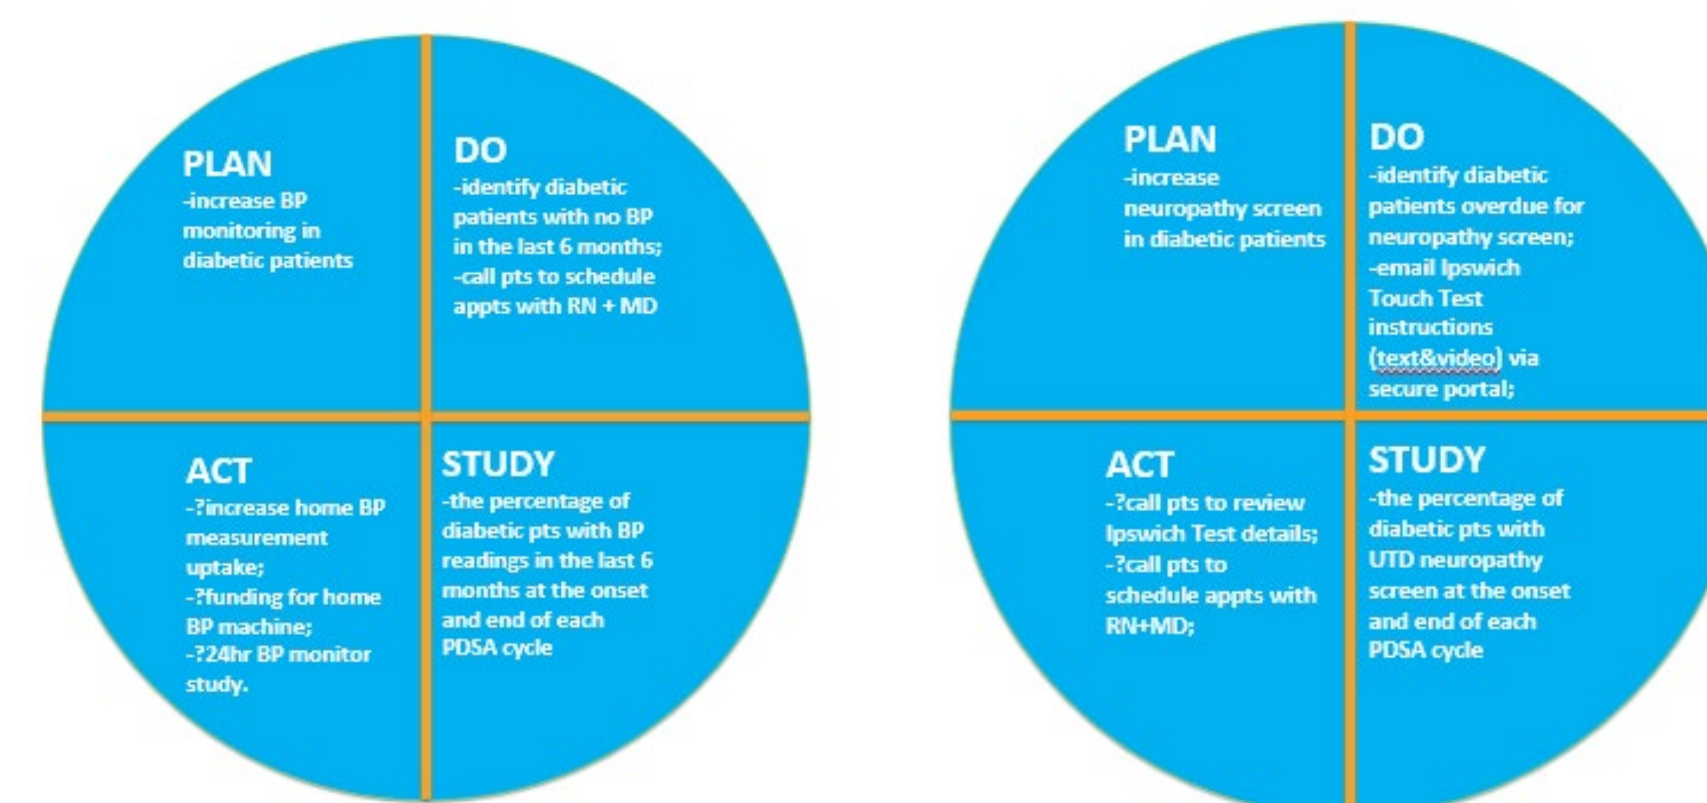 PLAN
-increase BP
monitoring in
diabetic patients
DO
-identify diabetic
patients with no BP
in the last 6 months;
-call pts to schedule
appts with RN + MD
ACT
-?increase home BP
measurement
uptake;
-?funding for home
BP machine;
-?24hr BP monitor
study.
STUDY
-the percentage of
diabetic pts with BP
readings in the last 6
months at the onset
and end of each
PDSA cycle
PLAN
-increase
neuropathy screen
in diabetic patients
DO
-identify diabetic
patients overdue for
neuropathy screen;
-email Ipswich
Touch Test
instructions
(text&video) via
secure portal;
ACT
-?call pts to review
Ipswich Test details;
-?call pts to
schedule appts with
RN+MD;
STUDY
-the percentage of
diabetic pts with
UTD neuropathy
screen at the onset
and end of each
PDSA cycle